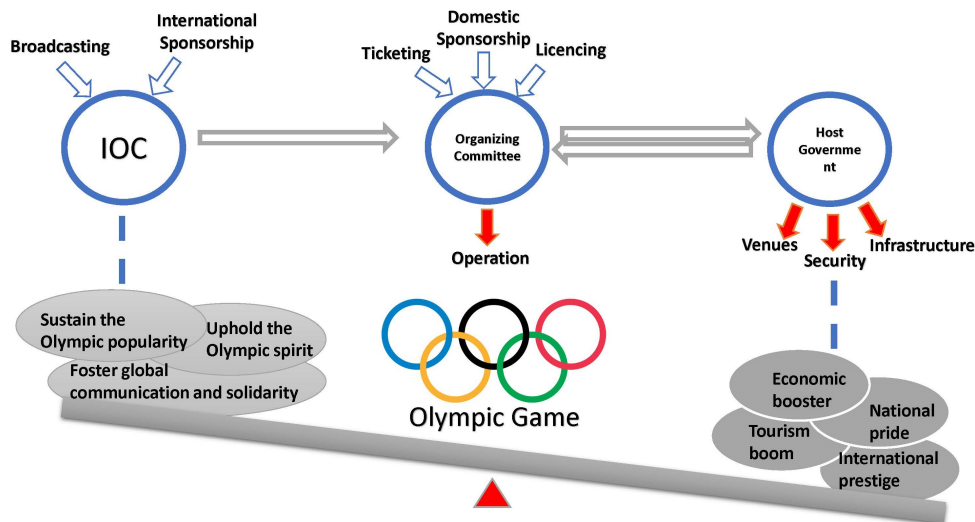 Broadcasting
International
Sponsorship
IOC
Ticketing
Domestic
Sponsorship
Licencing
Organizing
Committee
Host
Governme
nt
Operation
Venues
Security
Infrastructure
Sustain the
Olympic popularity
Uphold the
Olympic spirit
Foster global
communication and solidarity
Olympic Game
Economic
booster
National
pride
Tourism
boom
International
prestige